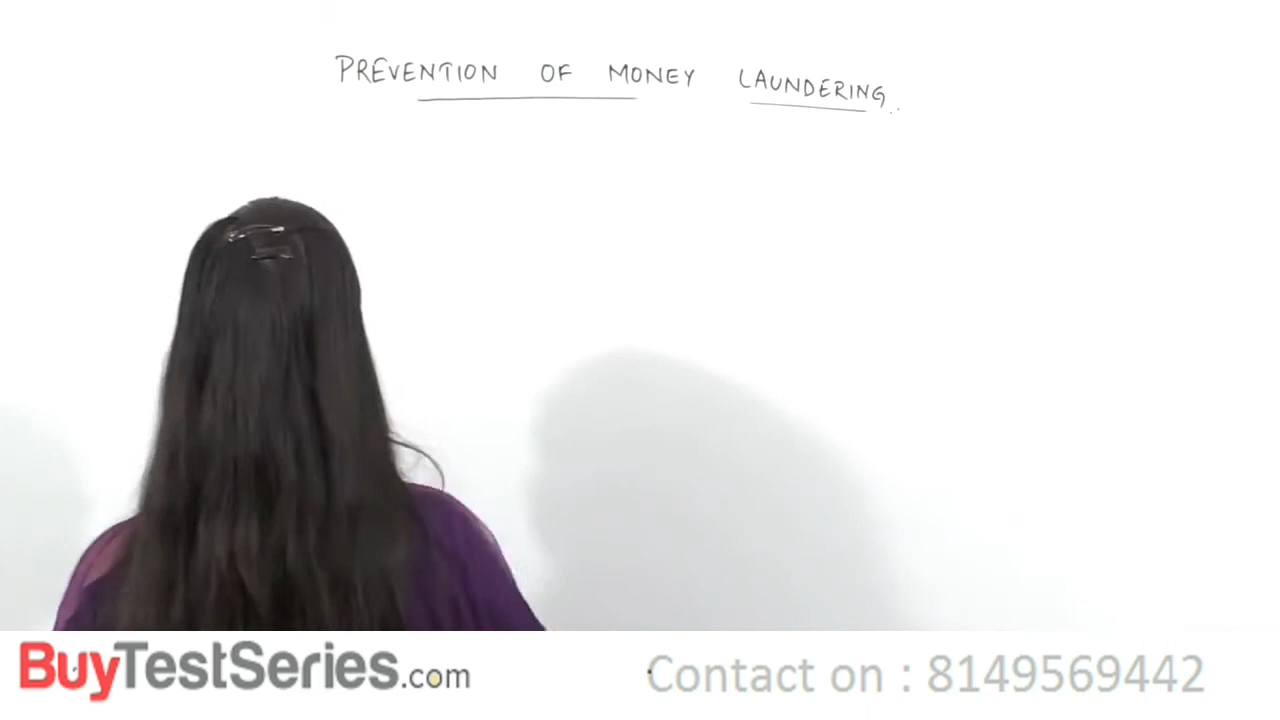 PREVENTION OF MONEY LAUNDERING..
BuyTestSeries.com
Contact on : 8149569442